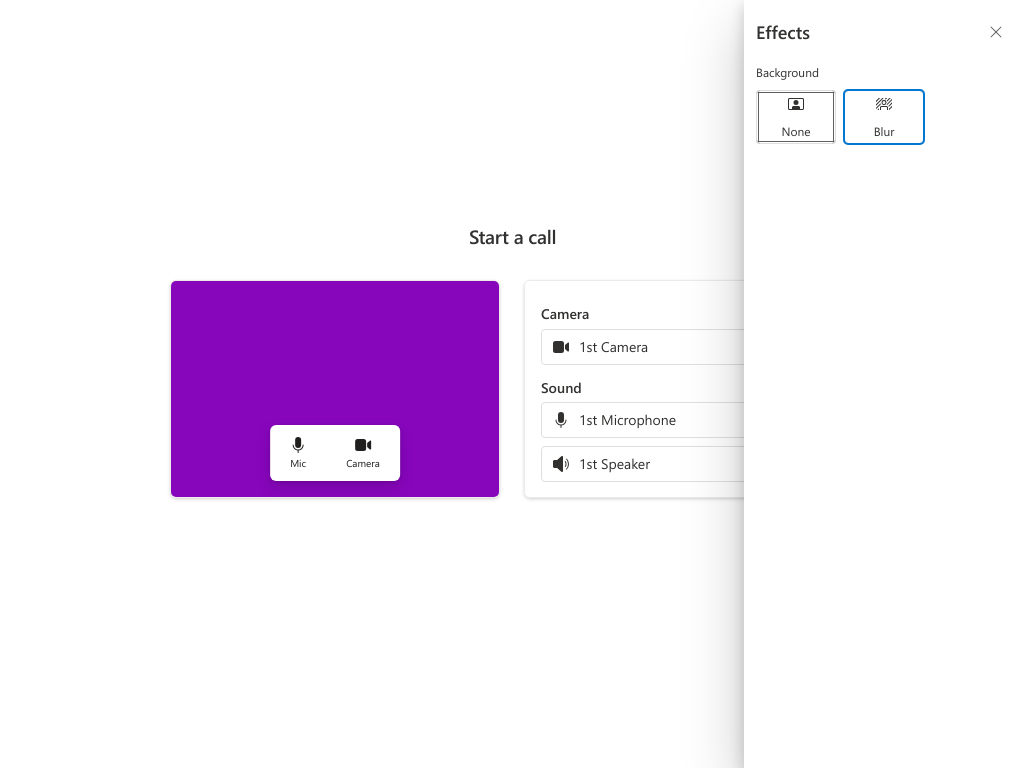 Effects
Background
None
Blur
Start a call
Camera
1st Camera
Sound
1st Microphone
1st Speaker
Mic
Camera